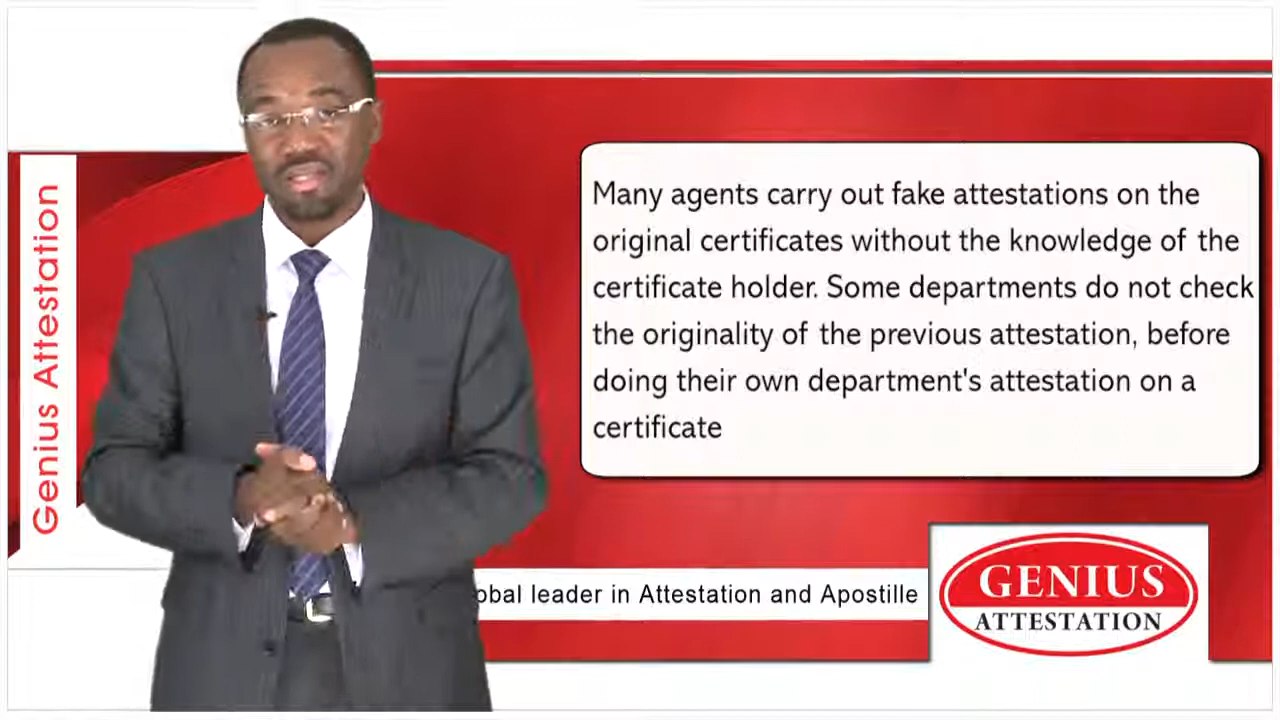 Genius Attestation
Many agents carry out fake attestations on the
original certificates without the knowledge of the
certificate holder. Some departments do not check
the originality of the previous attestation, before
doing their own department's attestation on a
certificate
leader in Attestation and Apostille
GENIUS
ATTESTATION